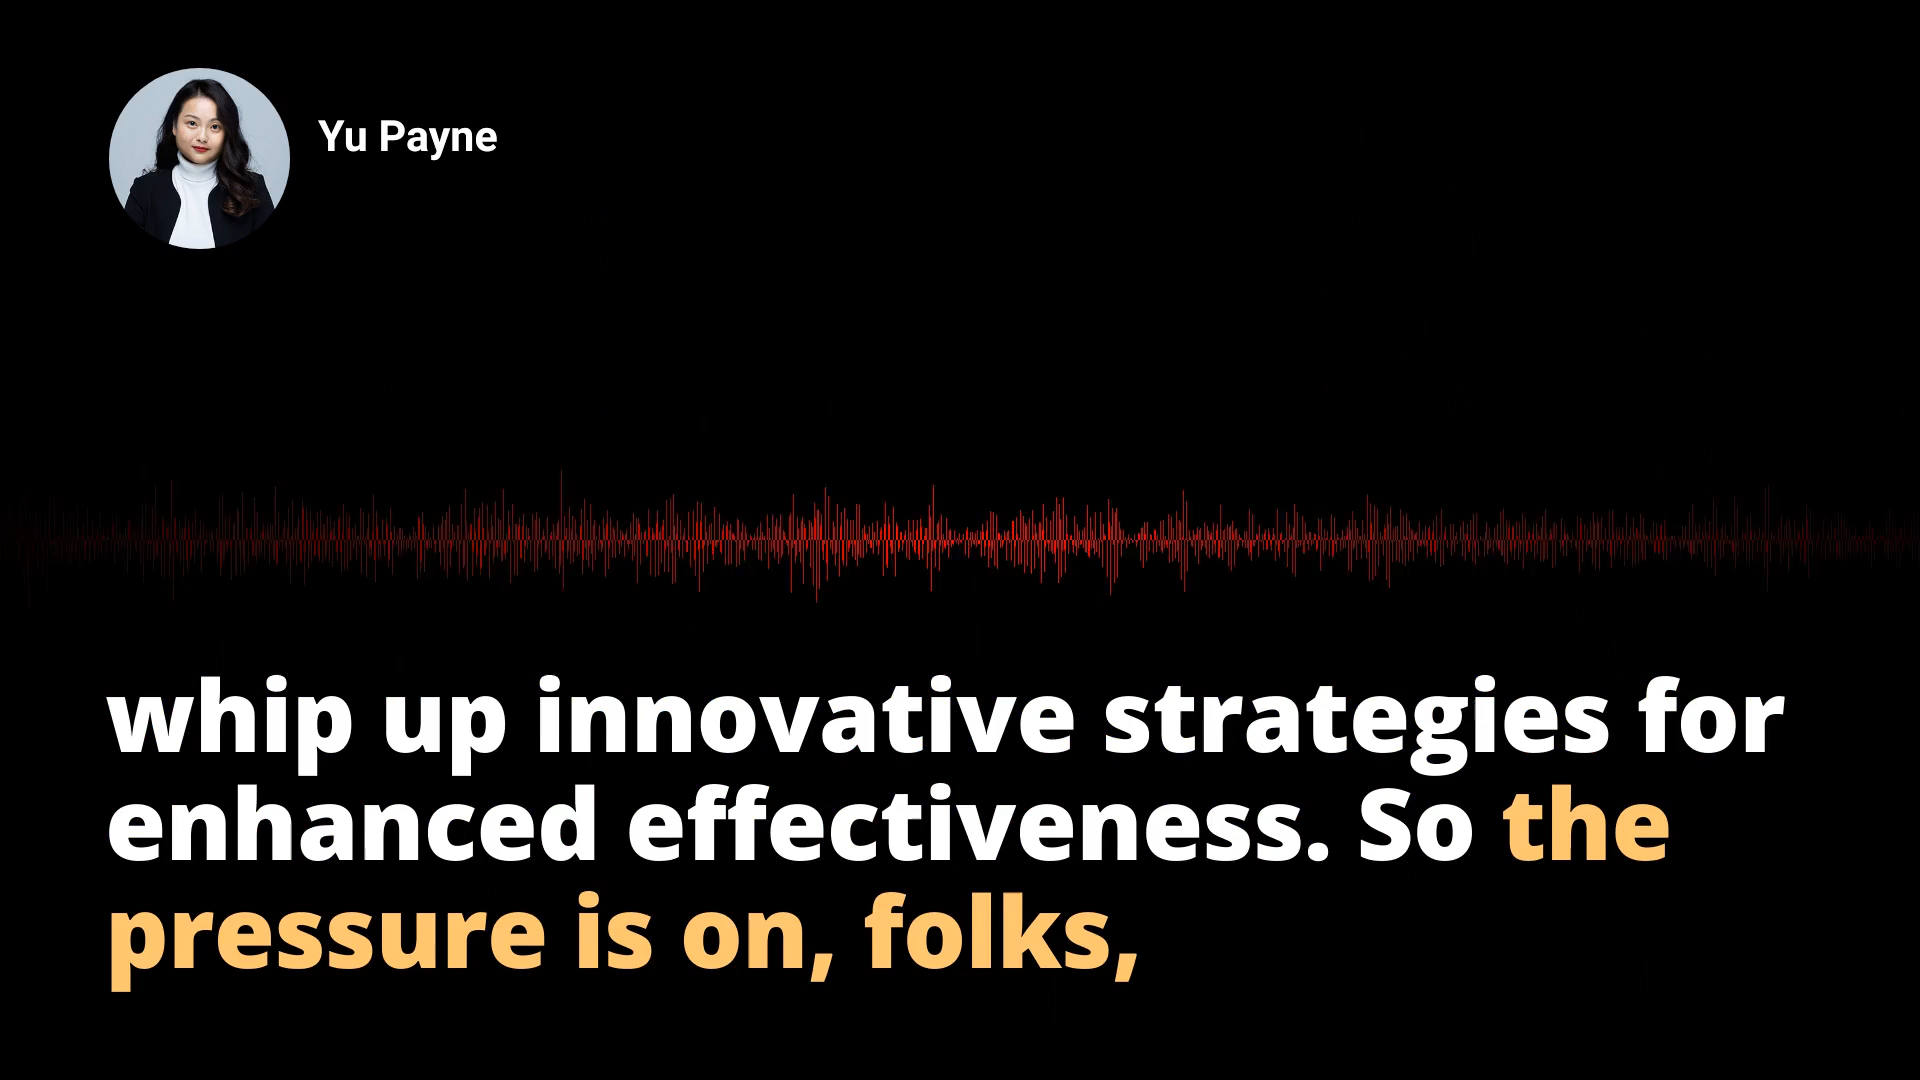 Yu Payne
whip up innovative strategies for
enhanced effectiveness. So the
pressure is on, folks,